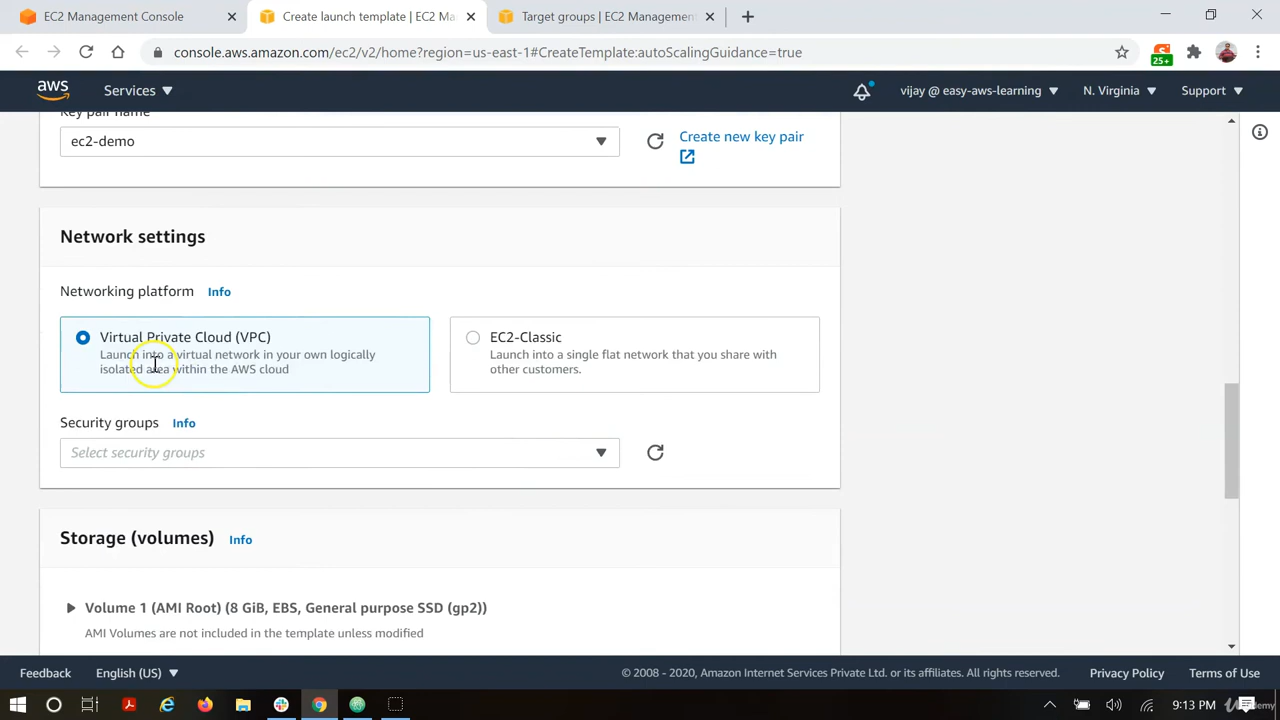 EC2 Management Console
Create launch template | EC2 Ma
Target groups | EC2 Management
console.aws.amazon.com/ec2/v2/home?region=us-east-1#CreateTemplate:autoScalingGuidance=true
25+
aws
Services
vijay @ easy-aws-learning
N. Virginia
Support
Key pair name
ec2-demo
Create new key pair
Network settings
Networking platform Info
Virtual Private Cloud (VPC)
Launch into a virtual network in your own logically
isolated area within the AWS cloud
EC2-Classic
Launch into a single flat network that you share with
other customers.
Security groups Info
Select security groups
Storage (volumes) Info
Volume 1 (AMI Root) (8 GiB, EBS, General purpose SSD (gp2))
AMI Volumes are not included in the template unless modified
Feedback
English (US)
© 2008 - 2020, Amazon Internet Services Private Ltd. or its affiliates. All rights reserved.
Privacy Policy
Terms of Use
9:13 PM